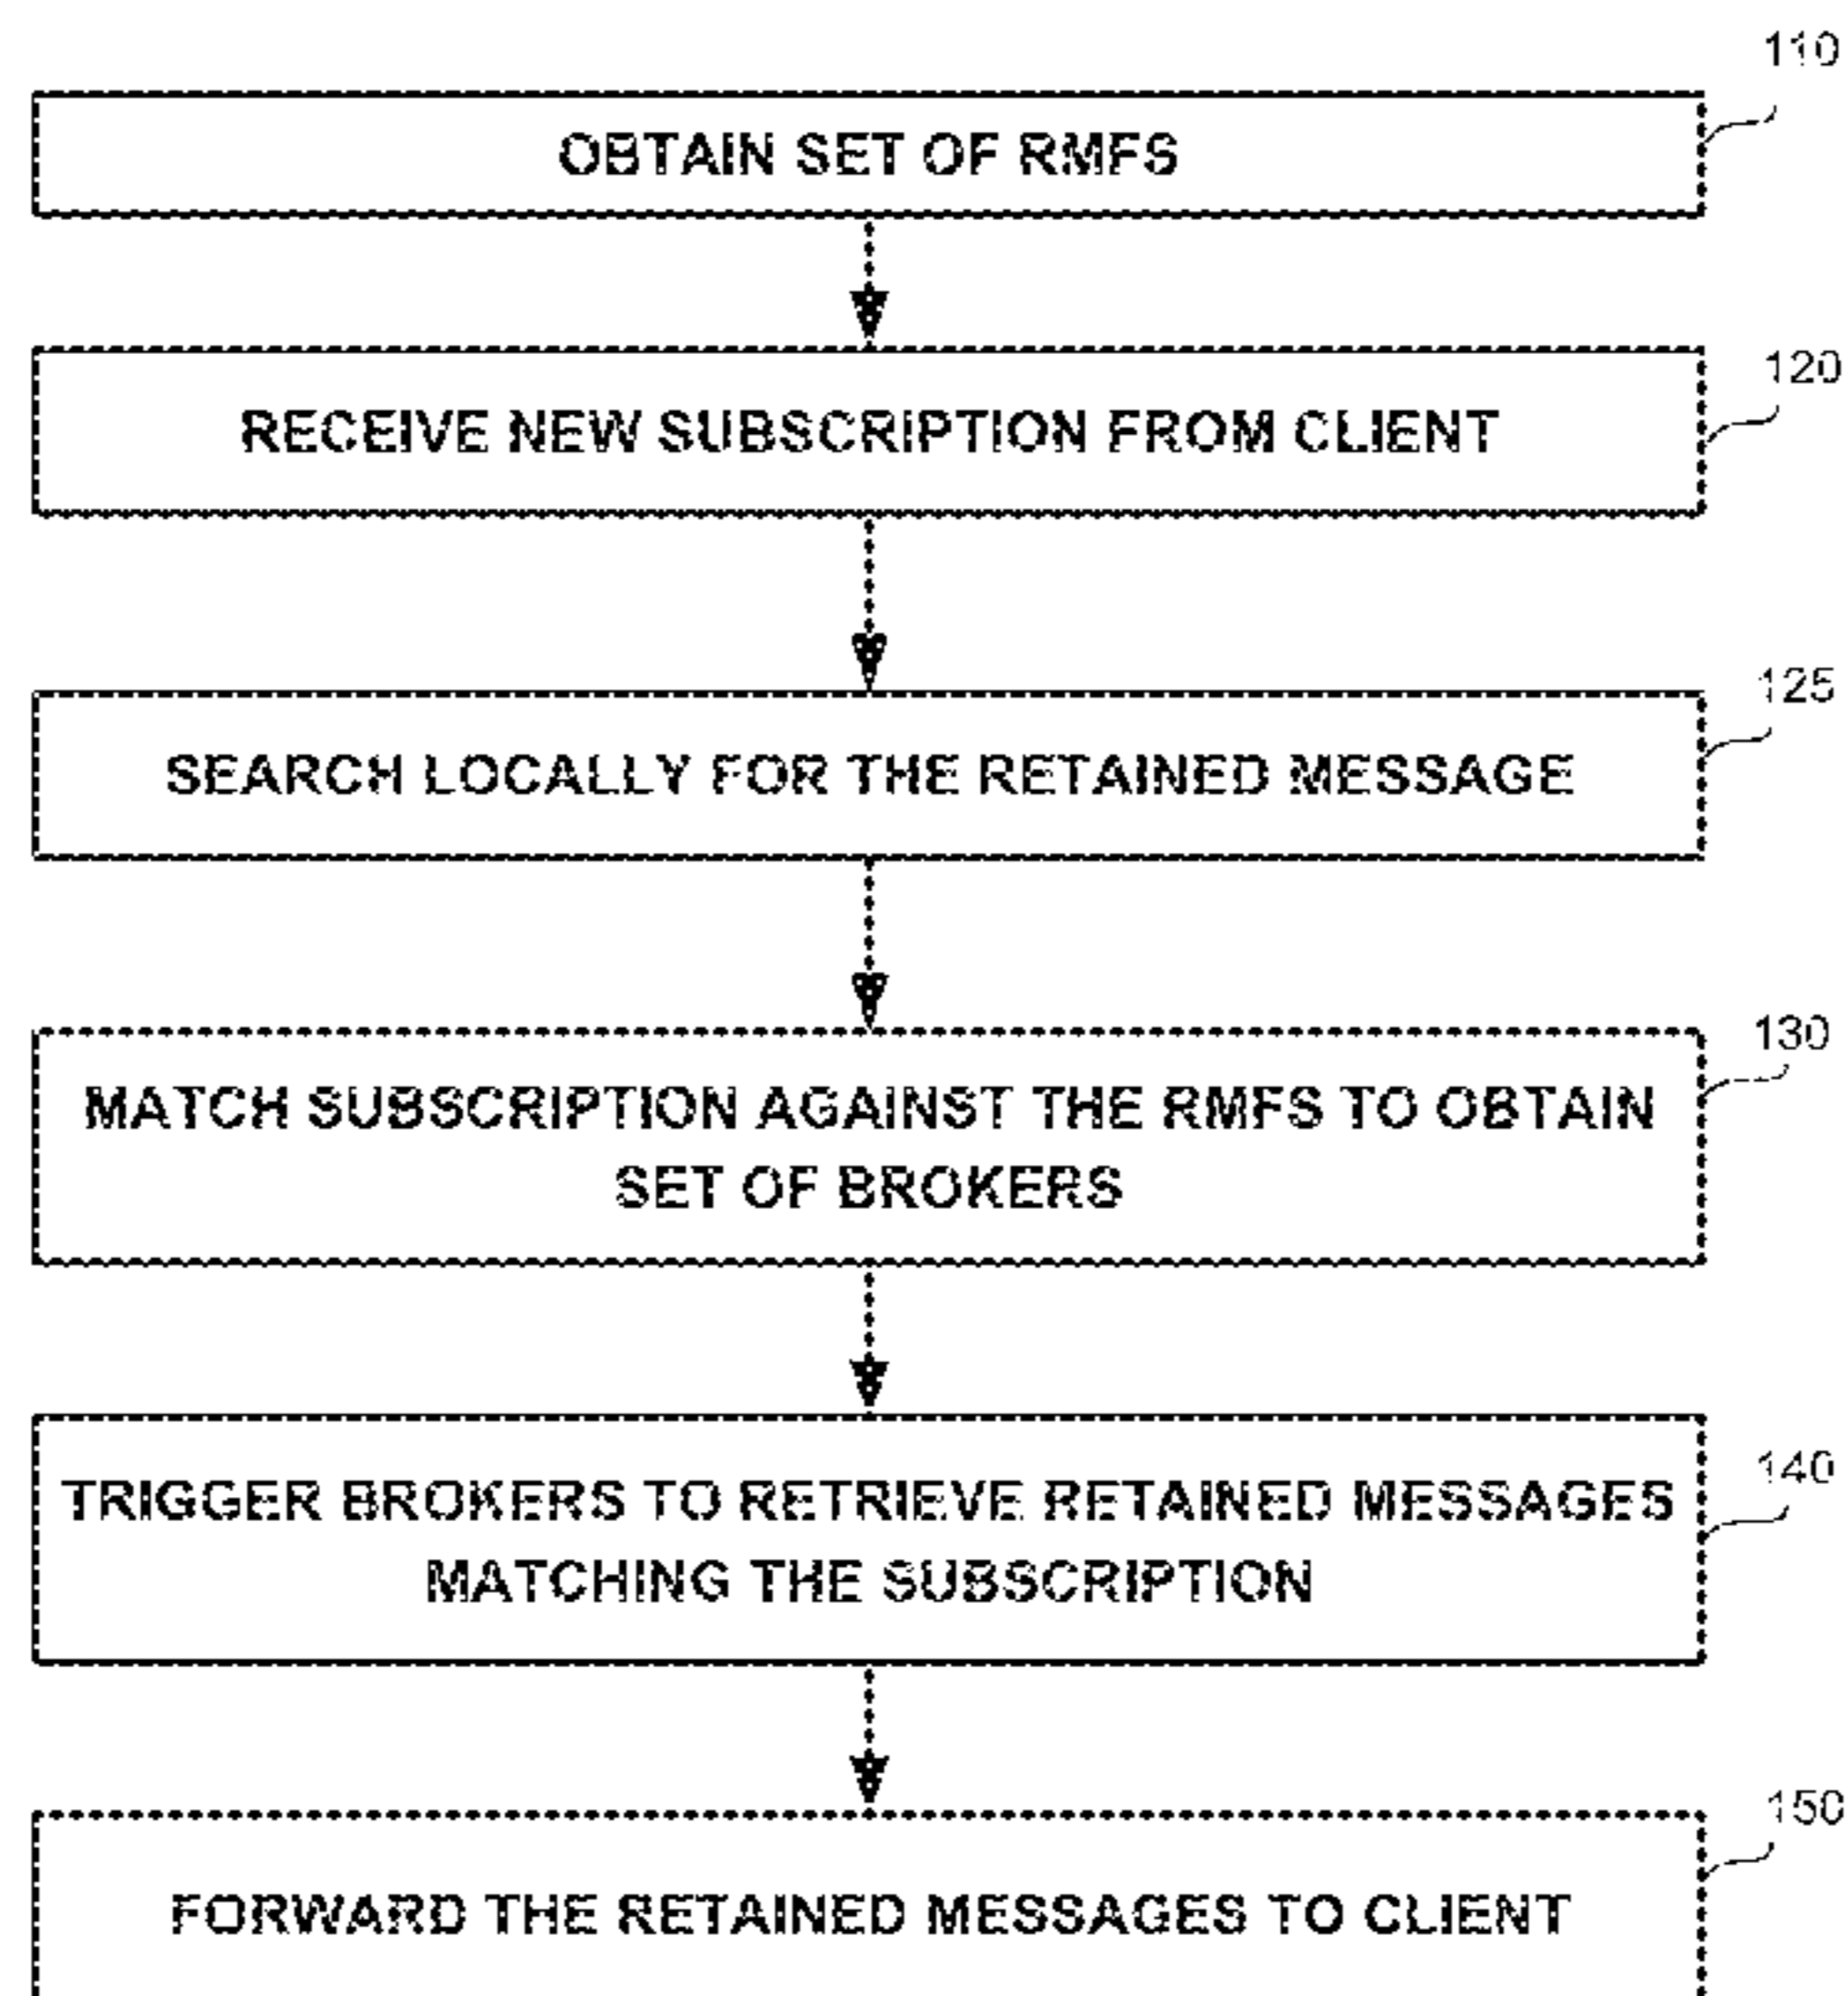 110
OBTAIN SET OF RMFS
120
RECEIVE NEW SUBSCRIPTION FROM CLIENT
125
SEARCH LOCALLY FOR THE RETAINED MESSAGE
130
MATCH SUBSCRIPTION AGAINST THE RMFS TO OBTAIN
SET OF BROKERS
140
TRIGGER BROKERS TO RETRIEVE RETAINED MESSAGES
MATCHING THE SUBSCRIPTION
150
FORWARD THE RETAINED MESSAGES TO CLIENT